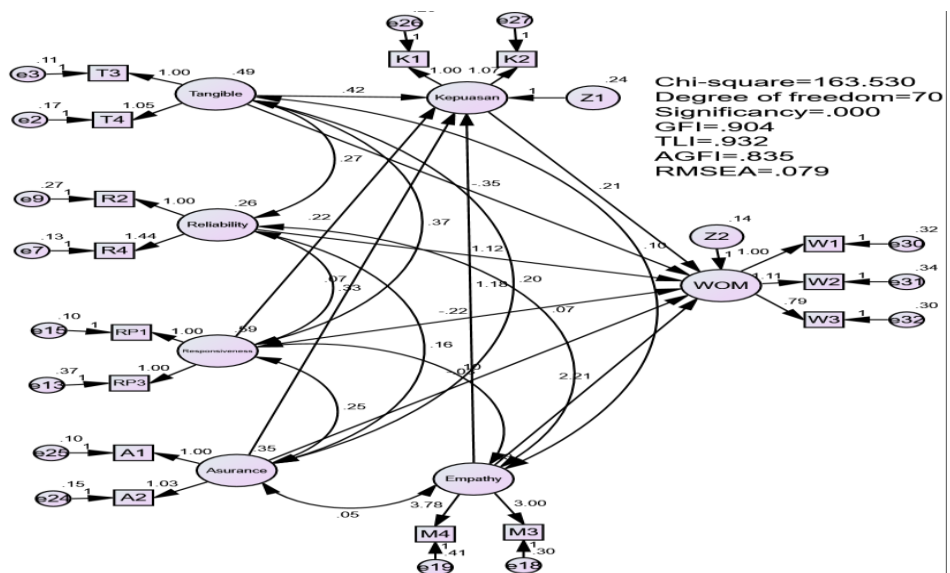 e26
e27
1
1
K1
K2
.11
e3
1
T3
1.00
.49
1.00
1.07
.24
Tangible
.42
Kepuasan
1
Z1
.17
e2
1
T4
1.05
Chi-square=163.530
Degree of freedom=70
Significancy=.000
GFI=.904
TLI=.932
AGFI=.835
RMSEA=.079
.27
-.35
.21
.27
e9
1
R2
1.00
.26
Reliability
.22
.37
.14
Z2
.13
e7
1
R4
1.44
1.12
.10
1
1.00
W1
1
e30
.32
.07
.33
1.18
.20
WOM
1.11
W2
1
e31
.34
.07
.79
W3
1
e32
.30
.10
e15
1
RP1
1.00
.59
-.22
Responsiveness
.37
e13
1
RP3
1.00
.16
2.21
.25
.10
e25
1
A1
1.00
.35
Asurance
Empathy
.15
e24
1
A2
1.03
.05
3.78
3.00
M4
M3
1
1
.41
.30
e19
e18